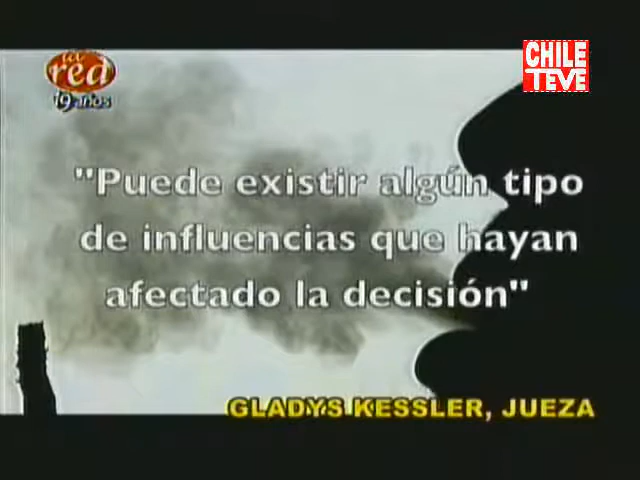 la
red
19 años
CHILE
TEVE
"Puede existir algún tipo
de influencias que hayan
afectado la decisión"
GLADYS KESSLER, JUEZA